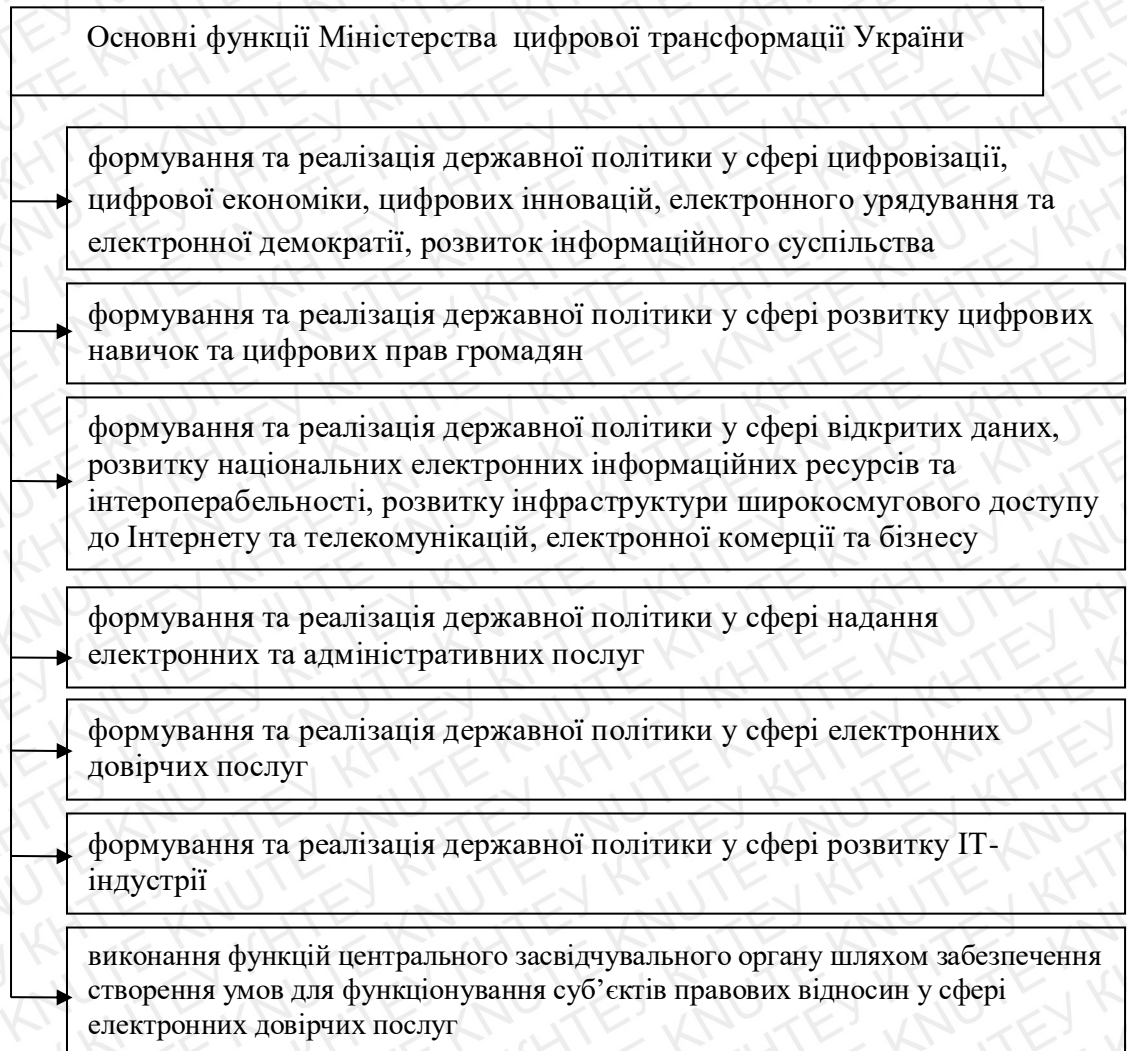 Основні функції Міністерства цифрової трансформації України
формування та реалізація державної політики у сфері цифровізації,
цифрової економіки, цифрових інновацій, електронного урядування та
електронної демократії, розвиток інформаційного суспільства
формування та реалізація державної політики у сфері розвитку цифрових
навичок та цифрових прав громадян
формування та реалізація державної політики у сфері відкритих даних,
розвитку національних електронних інформаційних ресурсів та
інтероперабельності, розвитку інфраструктури широкосмугового доступу
до Інтернету та телекомунікацій, електронної комерції та бізнесу
формування та реалізація державної політики у сфері надання
електронних та адміністративних послуг
формування та реалізація державної політики у сфері електронних
довірчих послуг
формування та реалізація державної політики у сфері розвитку ІТ-
індустрії
виконання функцій центрального засвідчувального органу шляхом забезпечення
створення умов для функціонування суб’єктів правових відносин у сфері
електронних довірчих послуг